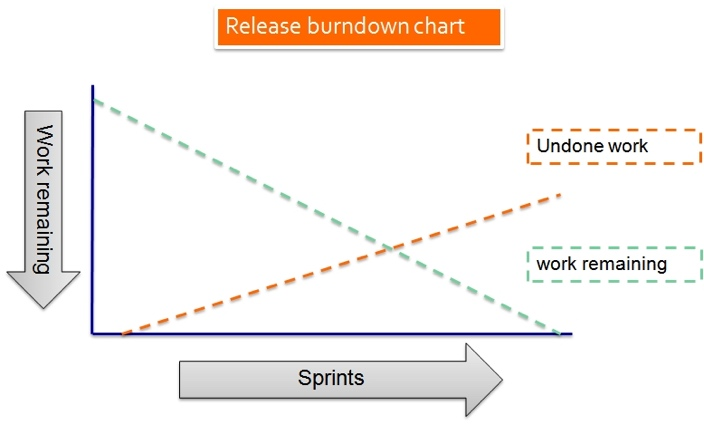 Release burndown chart
Work remaining
Undone work
work remaining
Sprints